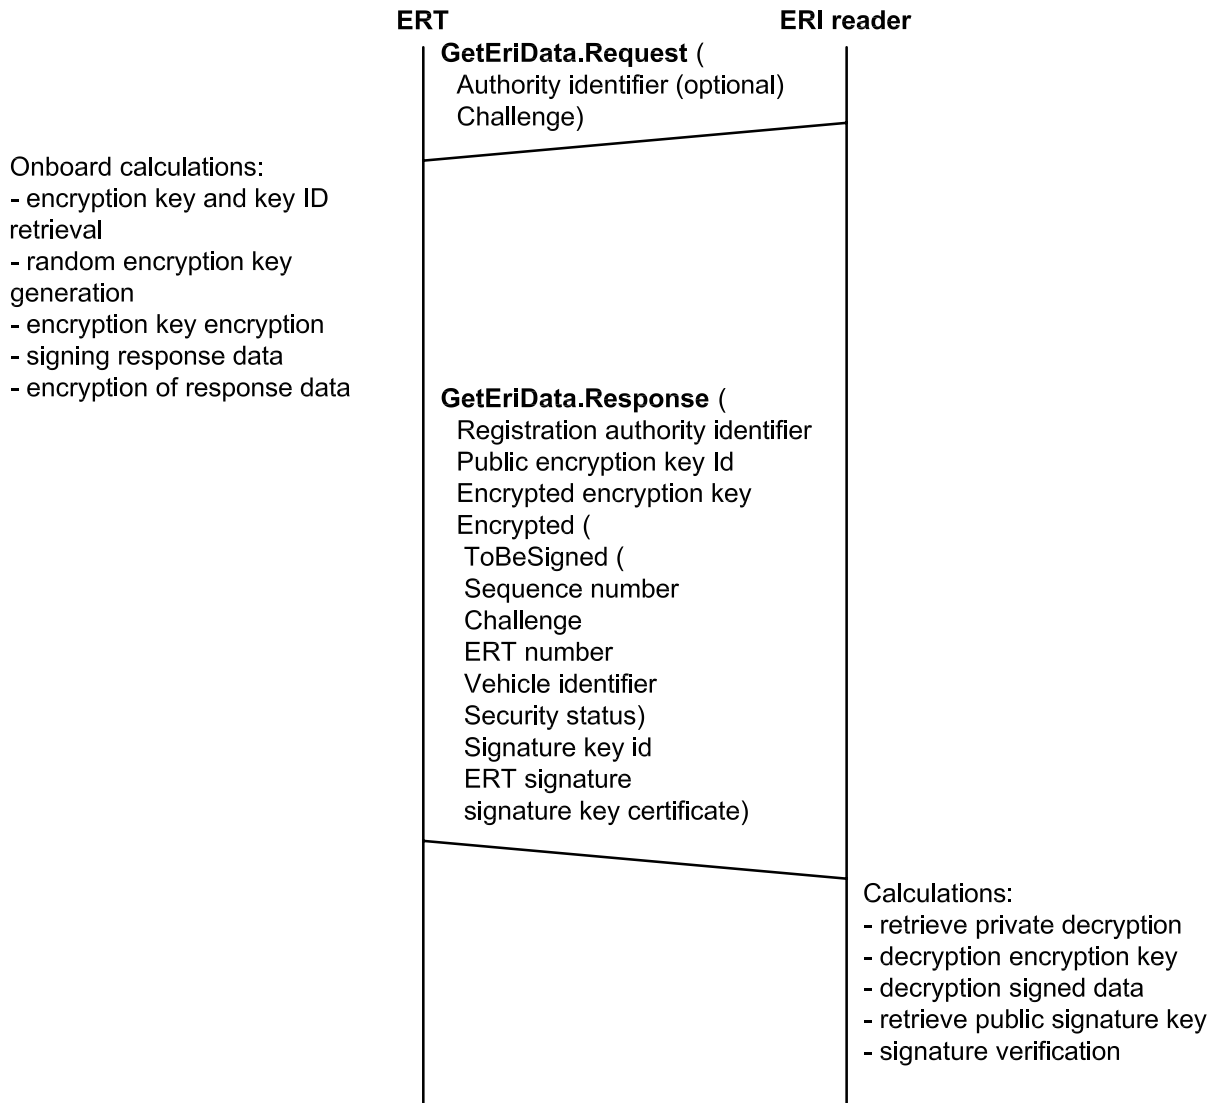 ERT
ERI reader
GetEriData.Request (
Authority identifier (optional)
Challenge)
Onboard calculations:
- encryption key and key ID
retrieval
- random encryption key
generation
- encryption key encryption
- signing response data
- encryption of response data
GetEriData.Response (
Registration authority identifier
Public encryption key Id
Encrypted encryption key
Encrypted (
ToBeSigned (
Sequence number
Challenge
ERT number
Vehicle identifier
Security status)
Signature key id
ERT signature
signature key certificate)
Calculations:
- retrieve private decryption
- decryption encryption key
- decryption signed data
- retrieve public signature key
- signature verification